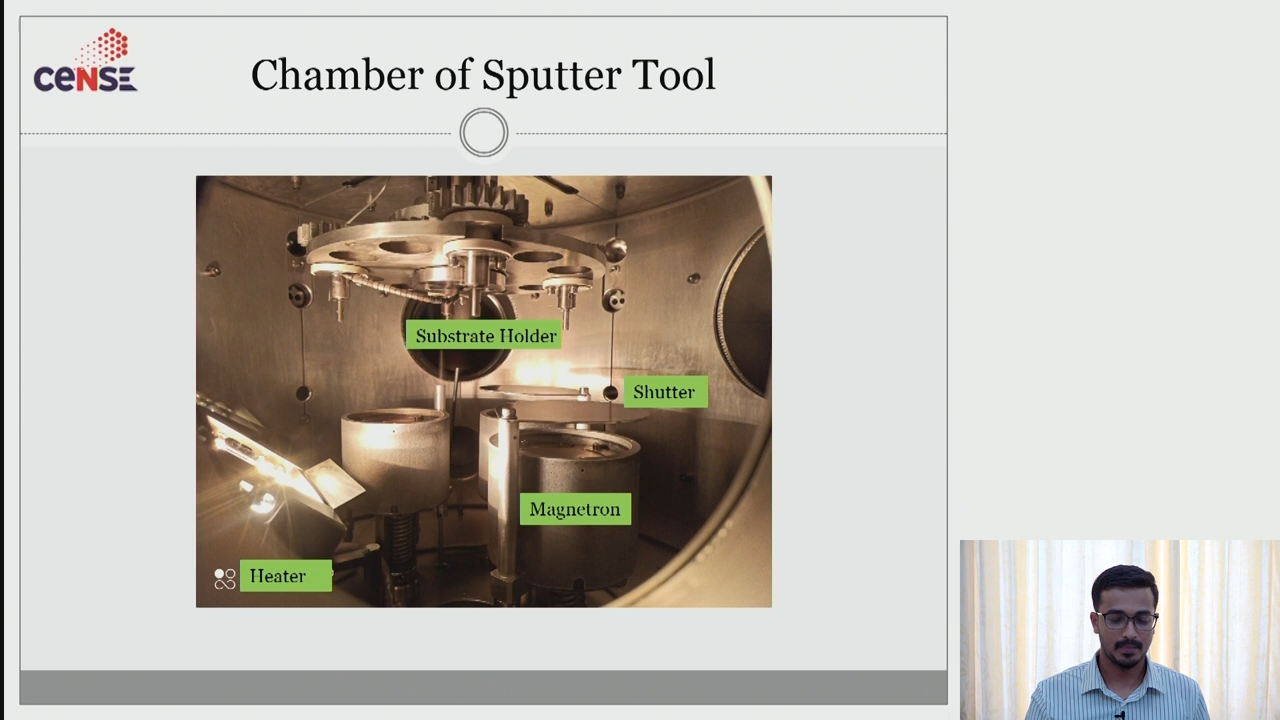 CeNSE
Chamber of Sputter Tool
Substrate Holder
Shutter
Magnetron
Heater